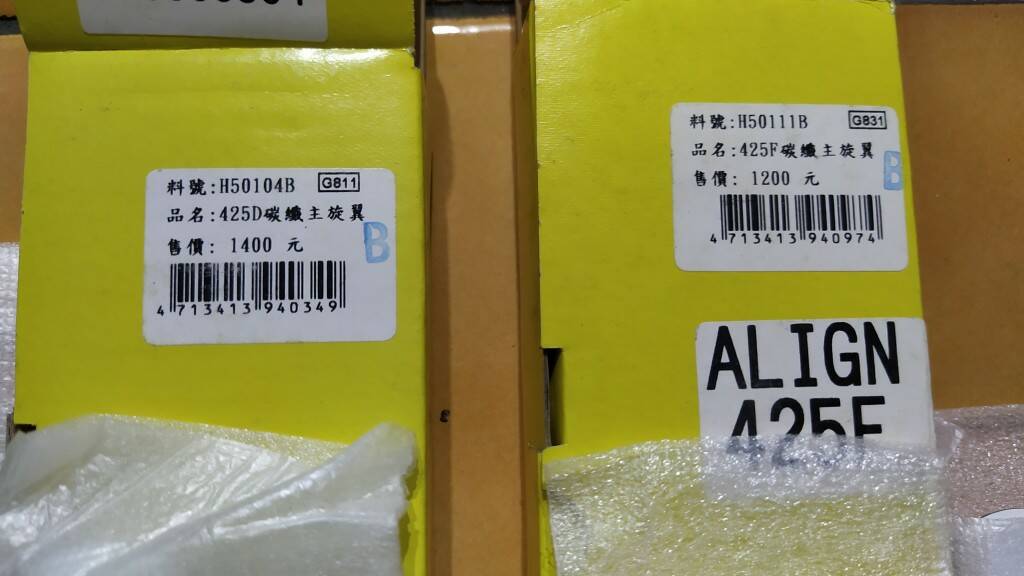 料號:H50104B G811
品名:425D碳纖主旋翼
售價: 1400 元
B
4 713413 940349
料號:H50111B G831
品名:425F碳纖主旋翼
售價: 1200 元
B
4 713413 940974
ALIGN
425F